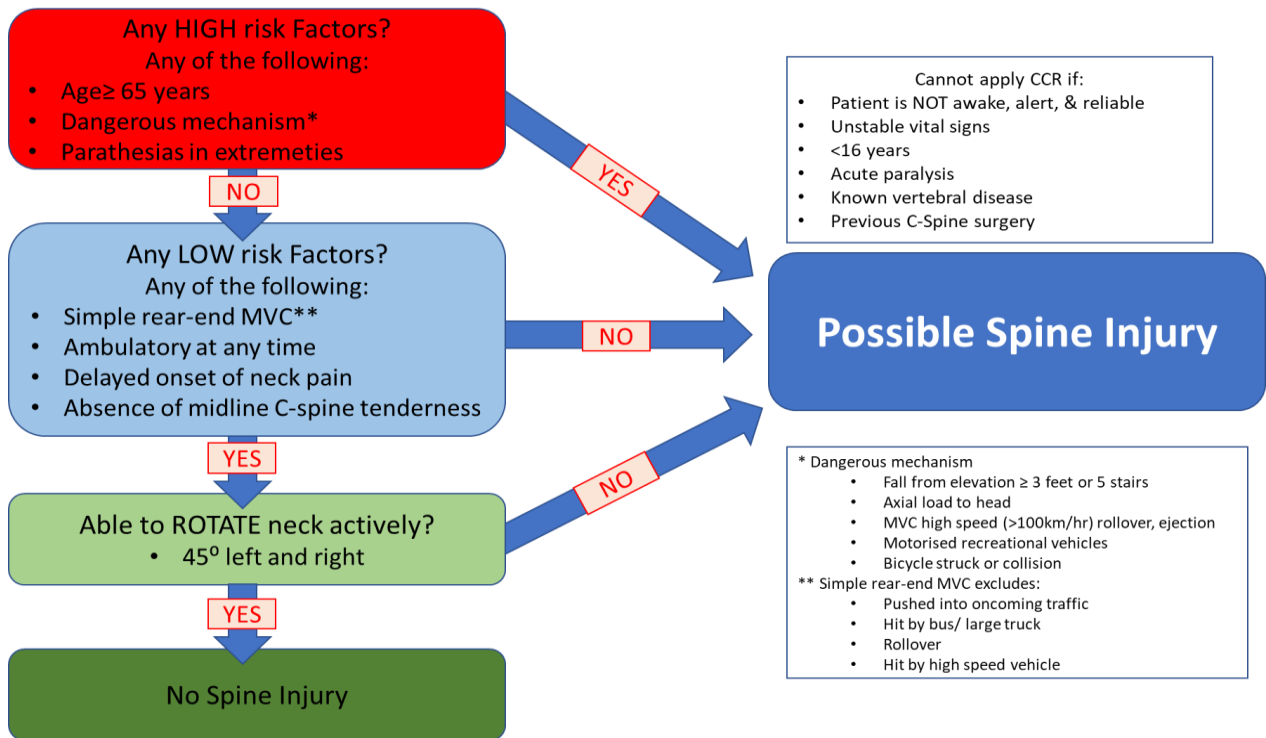 Any HIGH risk Factors?
Any of the following:
• Age≥ 65 years
• Dangerous mechanism*
• Parathesias in extremeties
NO
YES
Any LOW risk Factors?
Any of the following:
• Simple rear-end MVC**
• Ambulatory at any time
• Delayed onset of neck pain
• Absence of midline C-spine tenderness
NO
YES
Able to ROTATE neck actively?
• 45⁰ left and right
NO
YES
No Spine Injury
Cannot apply CCR if:
• Patient is NOT awake, alert, & reliable
• Unstable vital signs
• <16 years
• Acute paralysis
• Known vertebral disease
• Previous C-Spine surgery
Possible Spine Injury
* Dangerous mechanism
• Fall from elevation ≥ 3 feet or 5 stairs
• Axial load to head
• MVC high speed (>100km/hr) rollover, ejection
• Motorised recreational vehicles
• Bicycle struck or collision
** Simple rear-end MVC excludes:
• Pushed into oncoming traffic
• Hit by bus/ large truck
• Rollover
• Hit by high speed vehicle